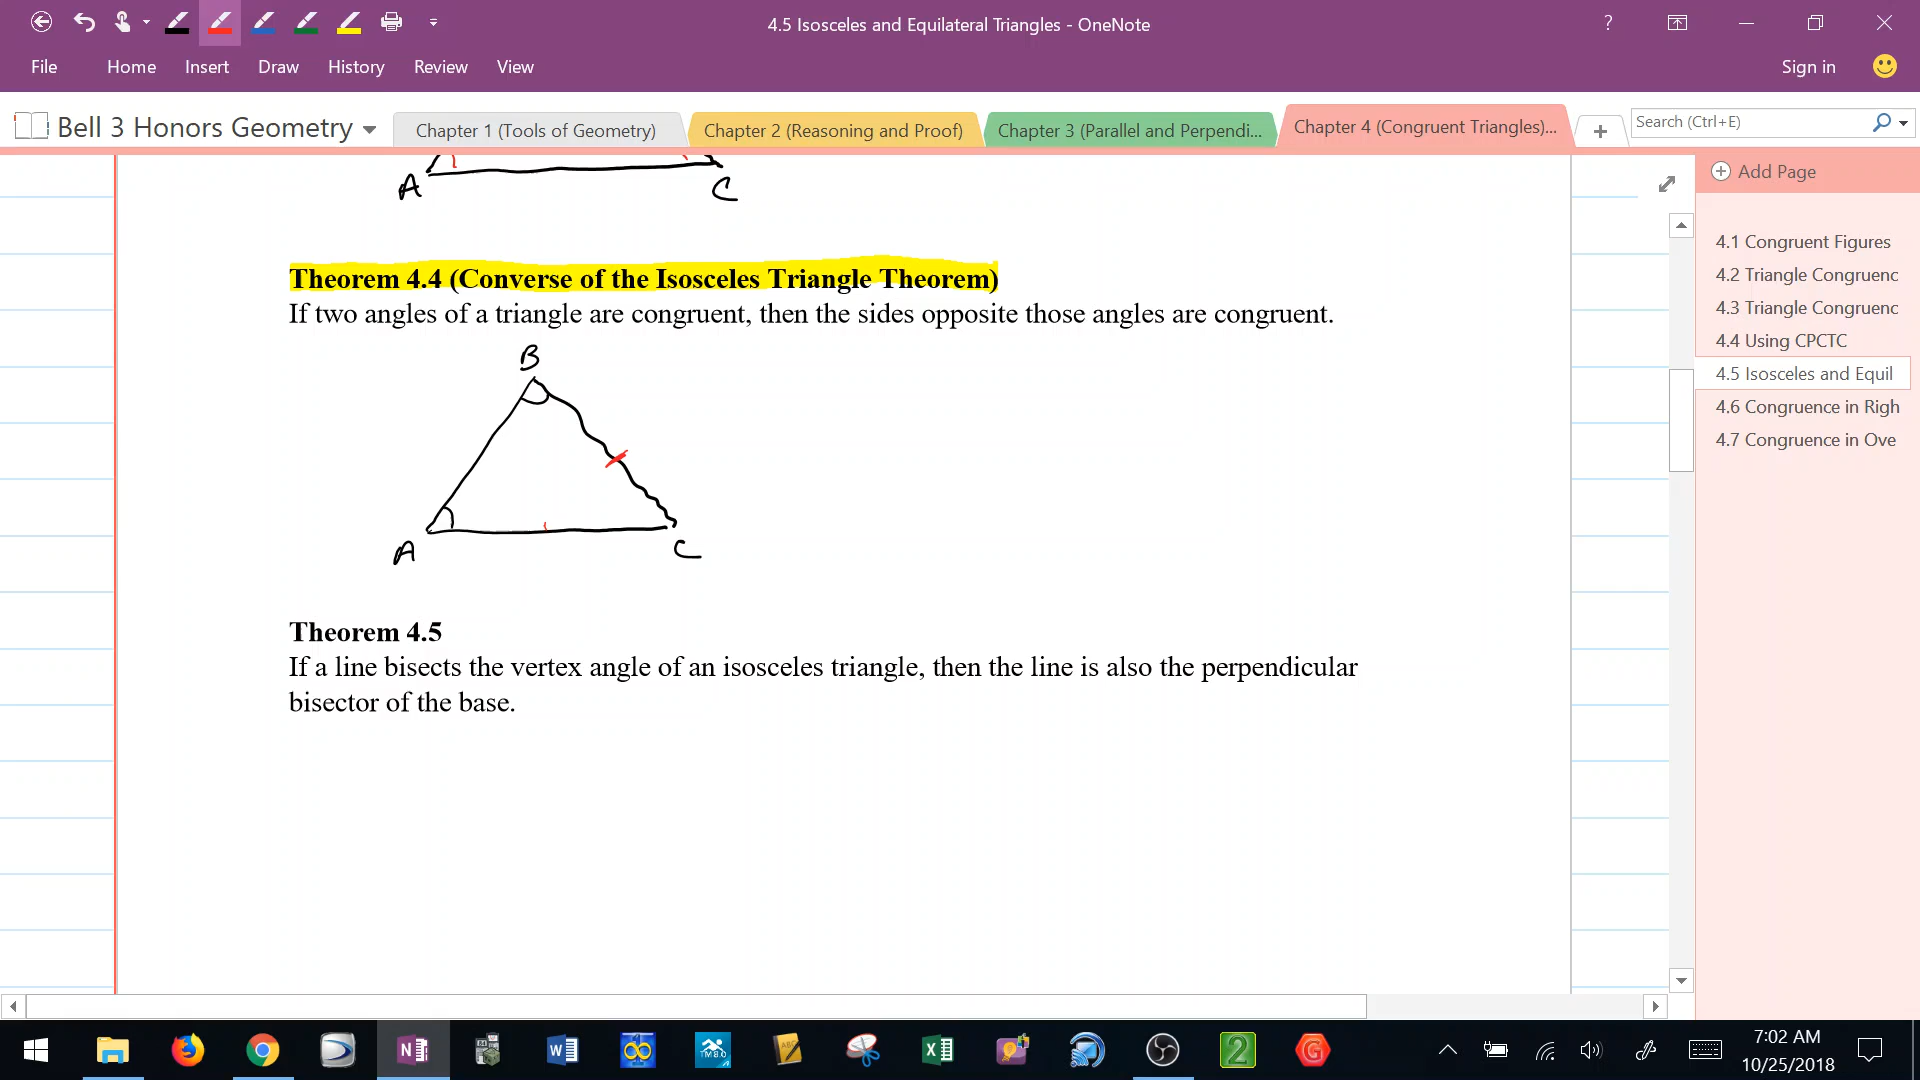 4.5 Isosceles and Equilateral Triangles - OneNote
?
File Home Insert Draw History Review View
Sign in
Bell 3 Honors Geometry
Chapter 1 (Tools of Geometry)
Chapter 2 (Reasoning and Proof)
Chapter 3 (Parallel and Perpendi...
Chapter 4 (Congruent Triangles)...
+
Search (Ctrl+E)
Add Page
4.1 Congruent Figures
4.2 Triangle Congruenc
4.3 Triangle Congruenc
4.4 Using CPCTC
4.5 Isosceles and Equil
4.6 Congruence in Righ
4.7 Congruence in Ove
A C
Theorem 4.4 (Converse of the Isosceles Triangle Theorem)
If two angles of a triangle are congruent, then the sides opposite those angles are congruent.
B
A C
Theorem 4.5
If a line bisects the vertex angle of an isosceles triangle, then the line is also the perpendicular
bisector of the base.
7:02 AM
10/25/2018